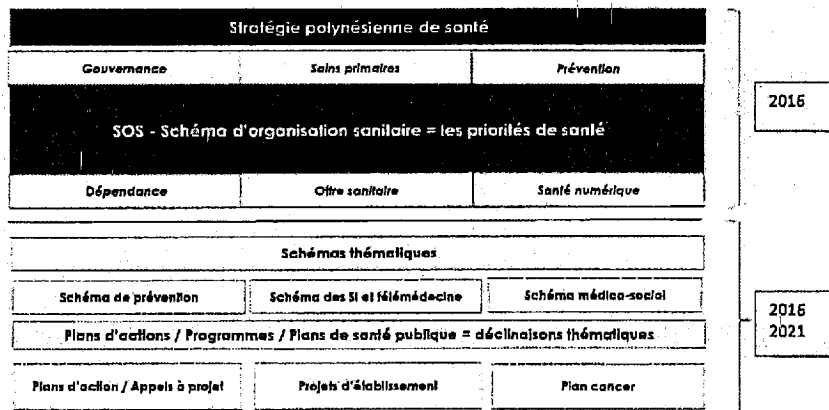 Stratégie polynésienne de santé
Gouvernance Soins primaires Prévention
2016
SOS - Schéma d'organisation sanitaire = les priorités de santé
Dépendance Offre sanitaire Santé numérique
Schémas thématiques
Schéma de prévention Schéma des SI et télémédecine Schéma médico-social
2016
2021
Plans d'actions / Programmes / Plans de santé publique = déclinaisons thématiques
Plans d'action / Appels à projet Projets d'établissement Plan cancer